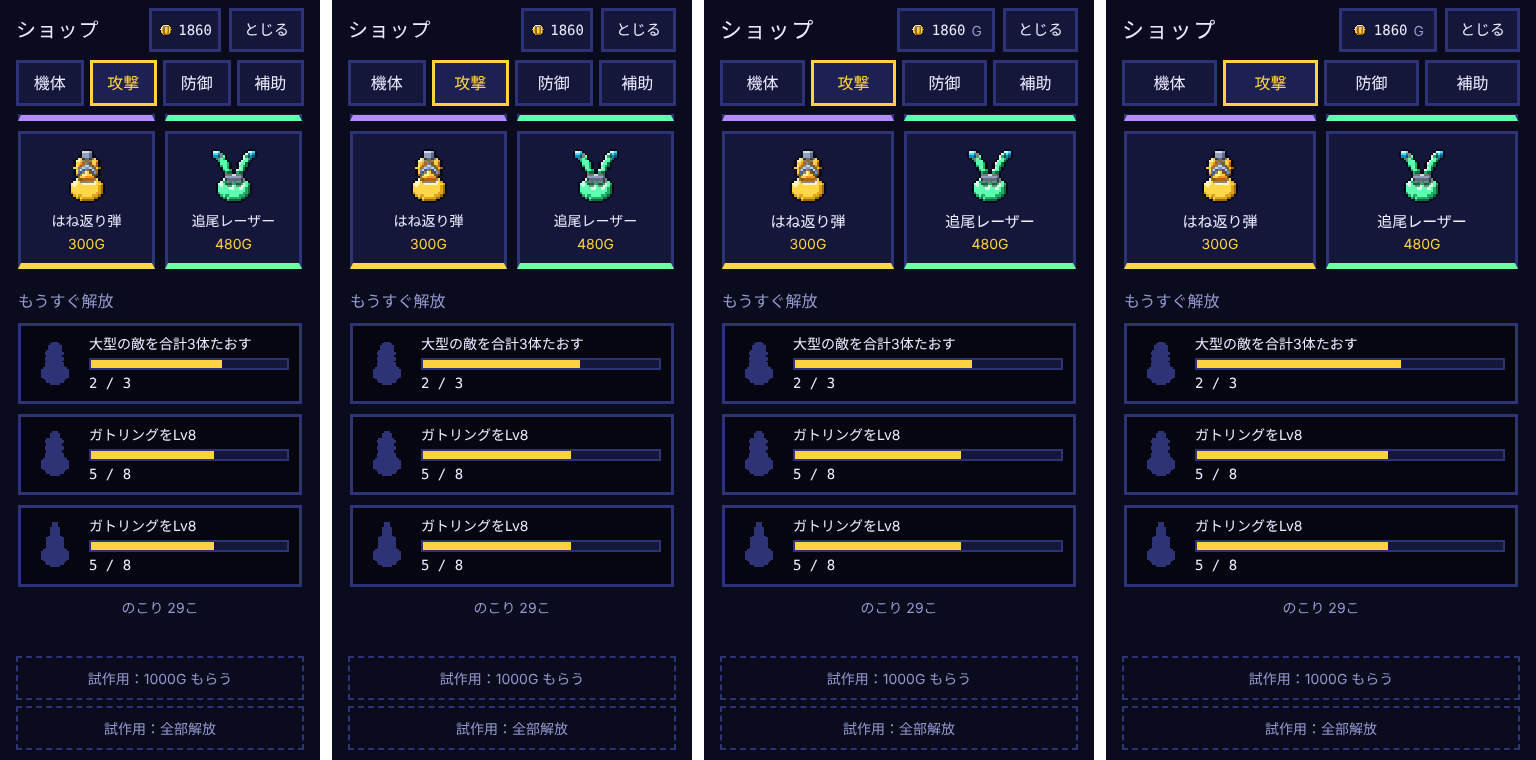 ショップ
1860
とじる
機体
攻撃
防御
補助
はね返り弾
300G
追尾レーザー
480G
もうすぐ解放
大型の敵を合計3体たおす
2 / 3
ガトリングをLv8
5 / 8
ガトリングをLv8
5 / 8
のこり 29こ
試作用：1000G もらう
試作用：全部解放
ショップ
1860
とじる
機体
攻撃
防御
補助
はね返り弾
300G
追尾レーザー
480G
もうすぐ解放
大型の敵を合計3体たおす
2 / 3
ガトリングをLv8
5 / 8
ガトリングをLv8
5 / 8
のこり 29こ
試作用：1000G もらう
試作用：全部解放
ショップ
1860 G
とじる
機体
攻撃
防御
補助
はね返り弾
300G
追尾レーザー
480G
もうすぐ解放
大型の敵を合計3体たおす
2 / 3
ガトリングをLv8
5 / 8
ガトリングをLv8
5 / 8
のこり 29こ
試作用：1000G もらう
試作用：全部解放
ショップ
1860 G
とじる
機体
攻撃
防御
補助
はね返り弾
300G
追尾レーザー
480G
もうすぐ解放
大型の敵を合計3体たおす
2 / 3
ガトリングをLv8
5 / 8
ガトリングをLv8
5 / 8
のこり 29こ
試作用：1000G もらう
試作用：全部解放